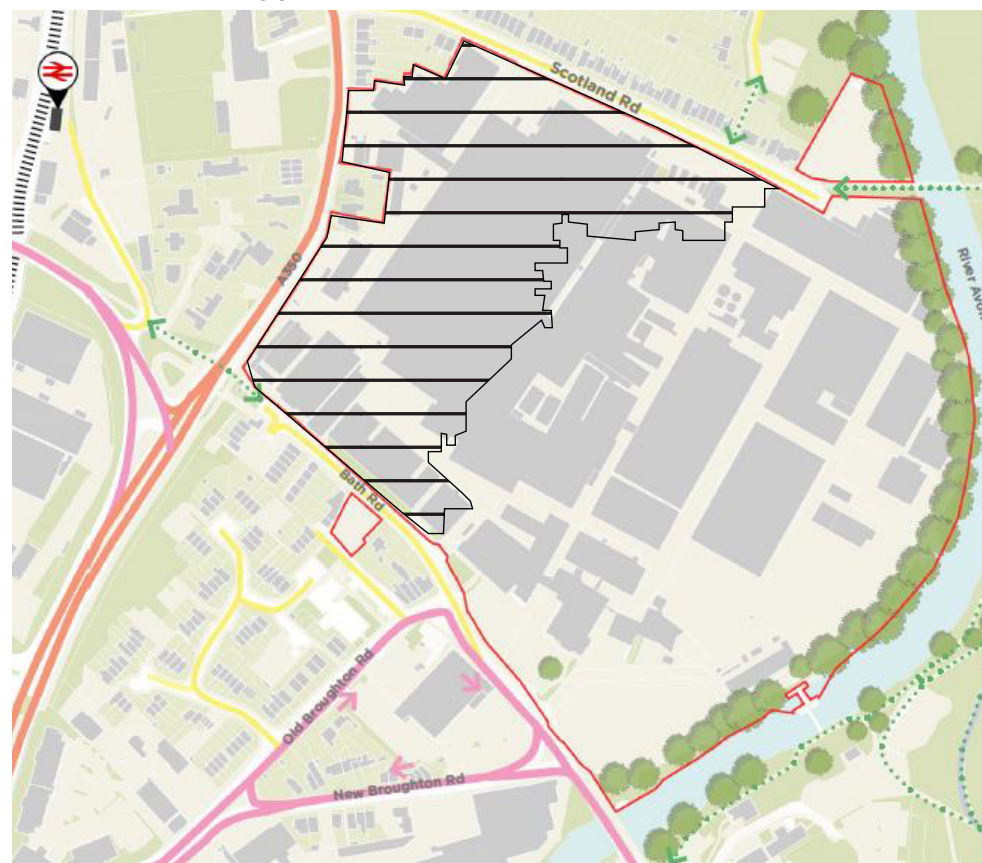 Scotland Rd
A350
River Avon
Bath Rd
Old Broughton Rd
New Broughton Rd